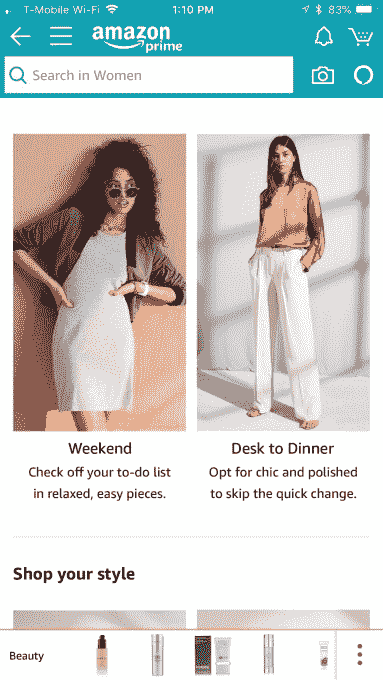 T-Mobile Wi-Fi 1:10 PM 83%
amazon
prime
Search in Women
Weekend
Check off your to-do list
in relaxed, easy pieces.
Desk to Dinner
Opt for chic and polished
to skip the quick change.
Shop your style
Beauty